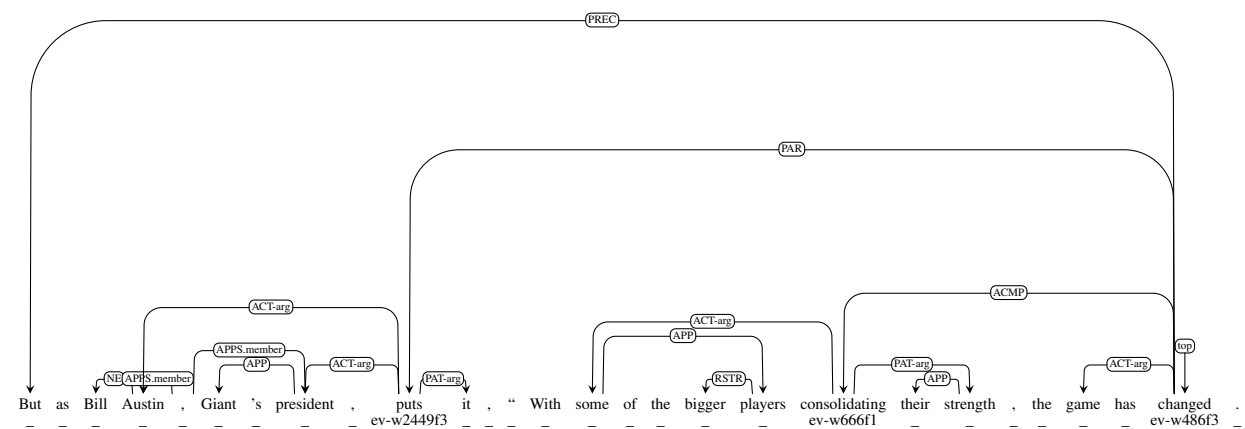 PREC
PAR
ACMP
ACT-arg
ACT-arg
APP
top
APPS.member
APP ACT-arg PAT-arg ACT-arg
NE APPS.member PAT-arg RSTR APP
But as Bill Austin , Giant 's president , puts it , “ With some of the bigger players consolidating their strength , the game has changed .
_ _ _ _ _ _ _ _ _ ev-w2449f3 _ _ _ _ _ _ _ _ _ ev-w666f1 _ _ _ _ _ _ ev-w486f3 _